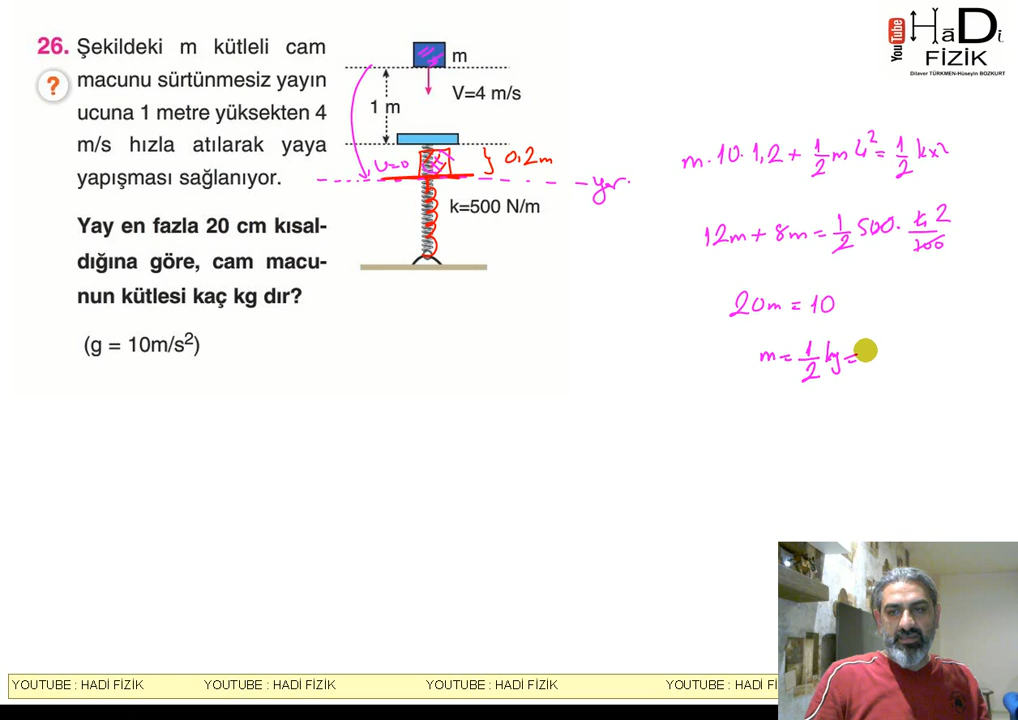 YouTube HāDi
FİZİK
Dilaver TÜRKMEN-Hüseyin BOZKURT
26. Şekildeki m kütleli cam
macunu sürtünmesiz yayın
ucuna 1 metre yüksekten 4
m/s hızla atılarak yaya
yapışması sağlanıyor.
Yay en fazla 20 cm kısal-
dığına göre, cam macu-
nun kütlesi kaç kg dır?
(g = 10m/s²)
?
m
V=4 m/s
1 m
υ=0
0,2m
yer.
k=500 N/m
m.10.1,2 + 1/2 m 4² = 1/2 kx²
12m + 8m = 1/2 500. 4 2/100
20m = 10
m = 1/2 kg =
YOUTUBE : HADİ FİZİK YOUTUBE : HADİ FİZİK YOUTUBE : HADİ FİZİK YOUTUBE : HADİ Fİ